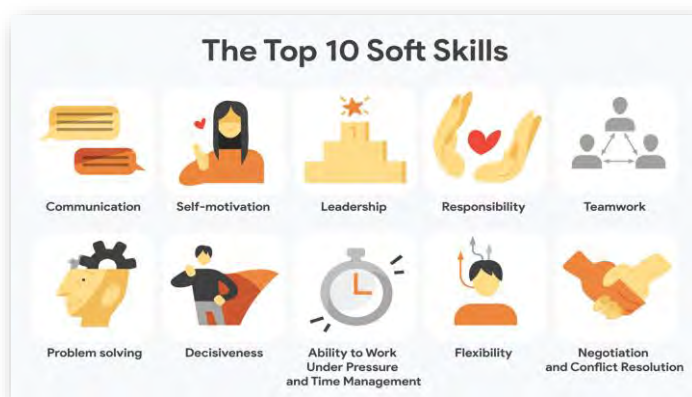 The Top 10 Soft Skills
1
Communication
Self-motivation
Leadership
Responsibility
Teamwork
Problem solving
Decisiveness
Ability to Work
Under Pressure
and Time Management
Flexibility
Negotiation
and Conflict Resolution